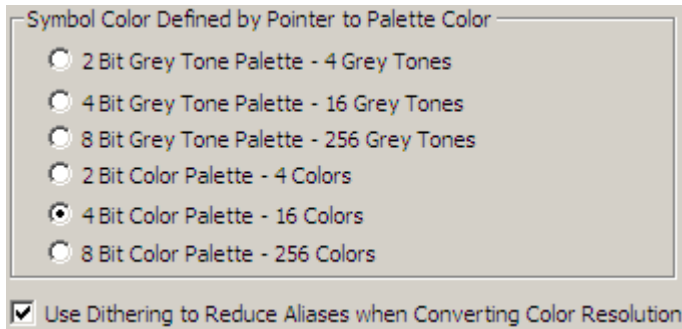 Symbol Color Defined by Pointer to Palette Color
2 Bit Grey Tone Palette - 4 Grey Tones
4 Bit Grey Tone Palette - 16 Grey Tones
8 Bit Grey Tone Palette - 256 Grey Tones
2 Bit Color Palette - 4 Colors
4 Bit Color Palette - 16 Colors
8 Bit Color Palette - 256 Colors
Use Dithering to Reduce Aliases when Converting Color Resolution